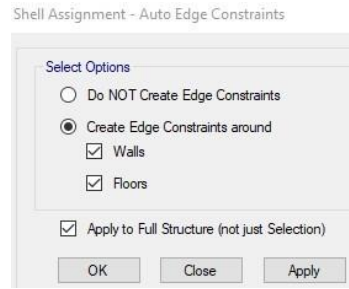 Shell Assignment - Auto Edge Constraints
Select Options
Do NOT Create Edge Constraints
Create Edge Constraints around
Walls
Floors
Apply to Full Structure (not just Selection)
OK Close Apply